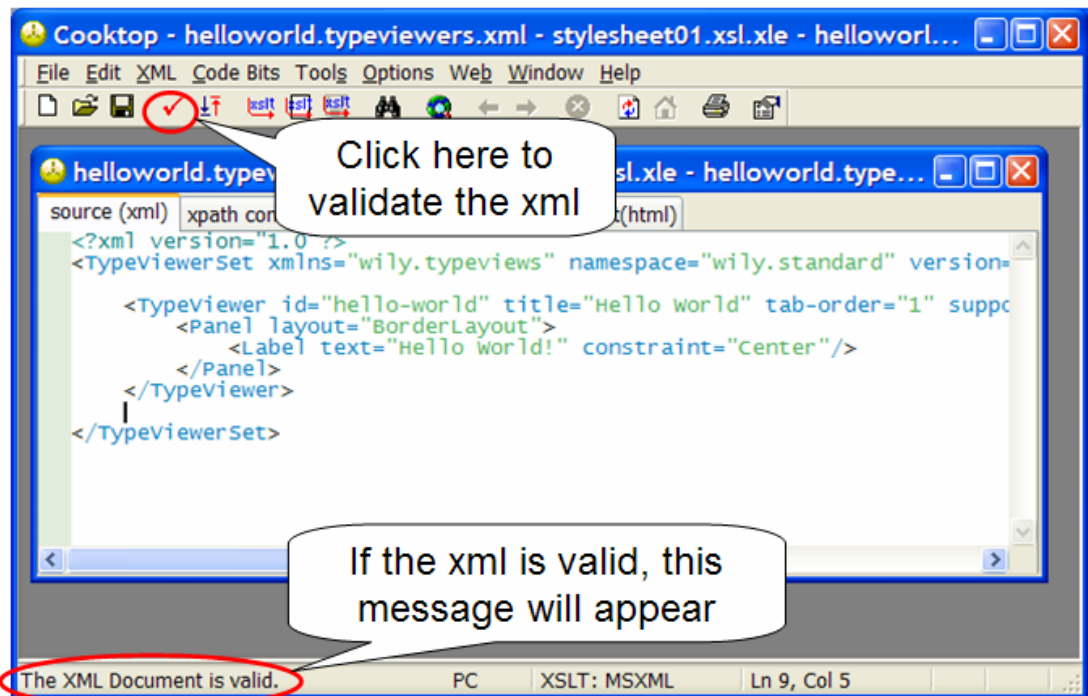 Cooktop - helloworld.typeviewers.xml - stylesheet01.xsl.xle - helloworl...
File Edit XML Code Bits Tools Options Web Window Help
xslt xslt xslt
Click here to
validate the xml
helloworld.typev sl.xle - helloworld.type...
source (xml) xpath con t(html)
<?xml version="1.0 ?>
<TypeViewerSet xmlns="wily.typeviews" namespace="wily.standard" version=
<TypeViewer id="hello-world" title="Hello World" tab-order="1" suppo
<Panel layout="BorderLayout">
<Label text="Hello World!" constraint="Center"/>
</Panel>
</TypeViewer>
</TypeViewerSet>
If the xml is valid, this
message will appear
The XML Document is valid. PC XSLT: MSXML Ln 9, Col 5